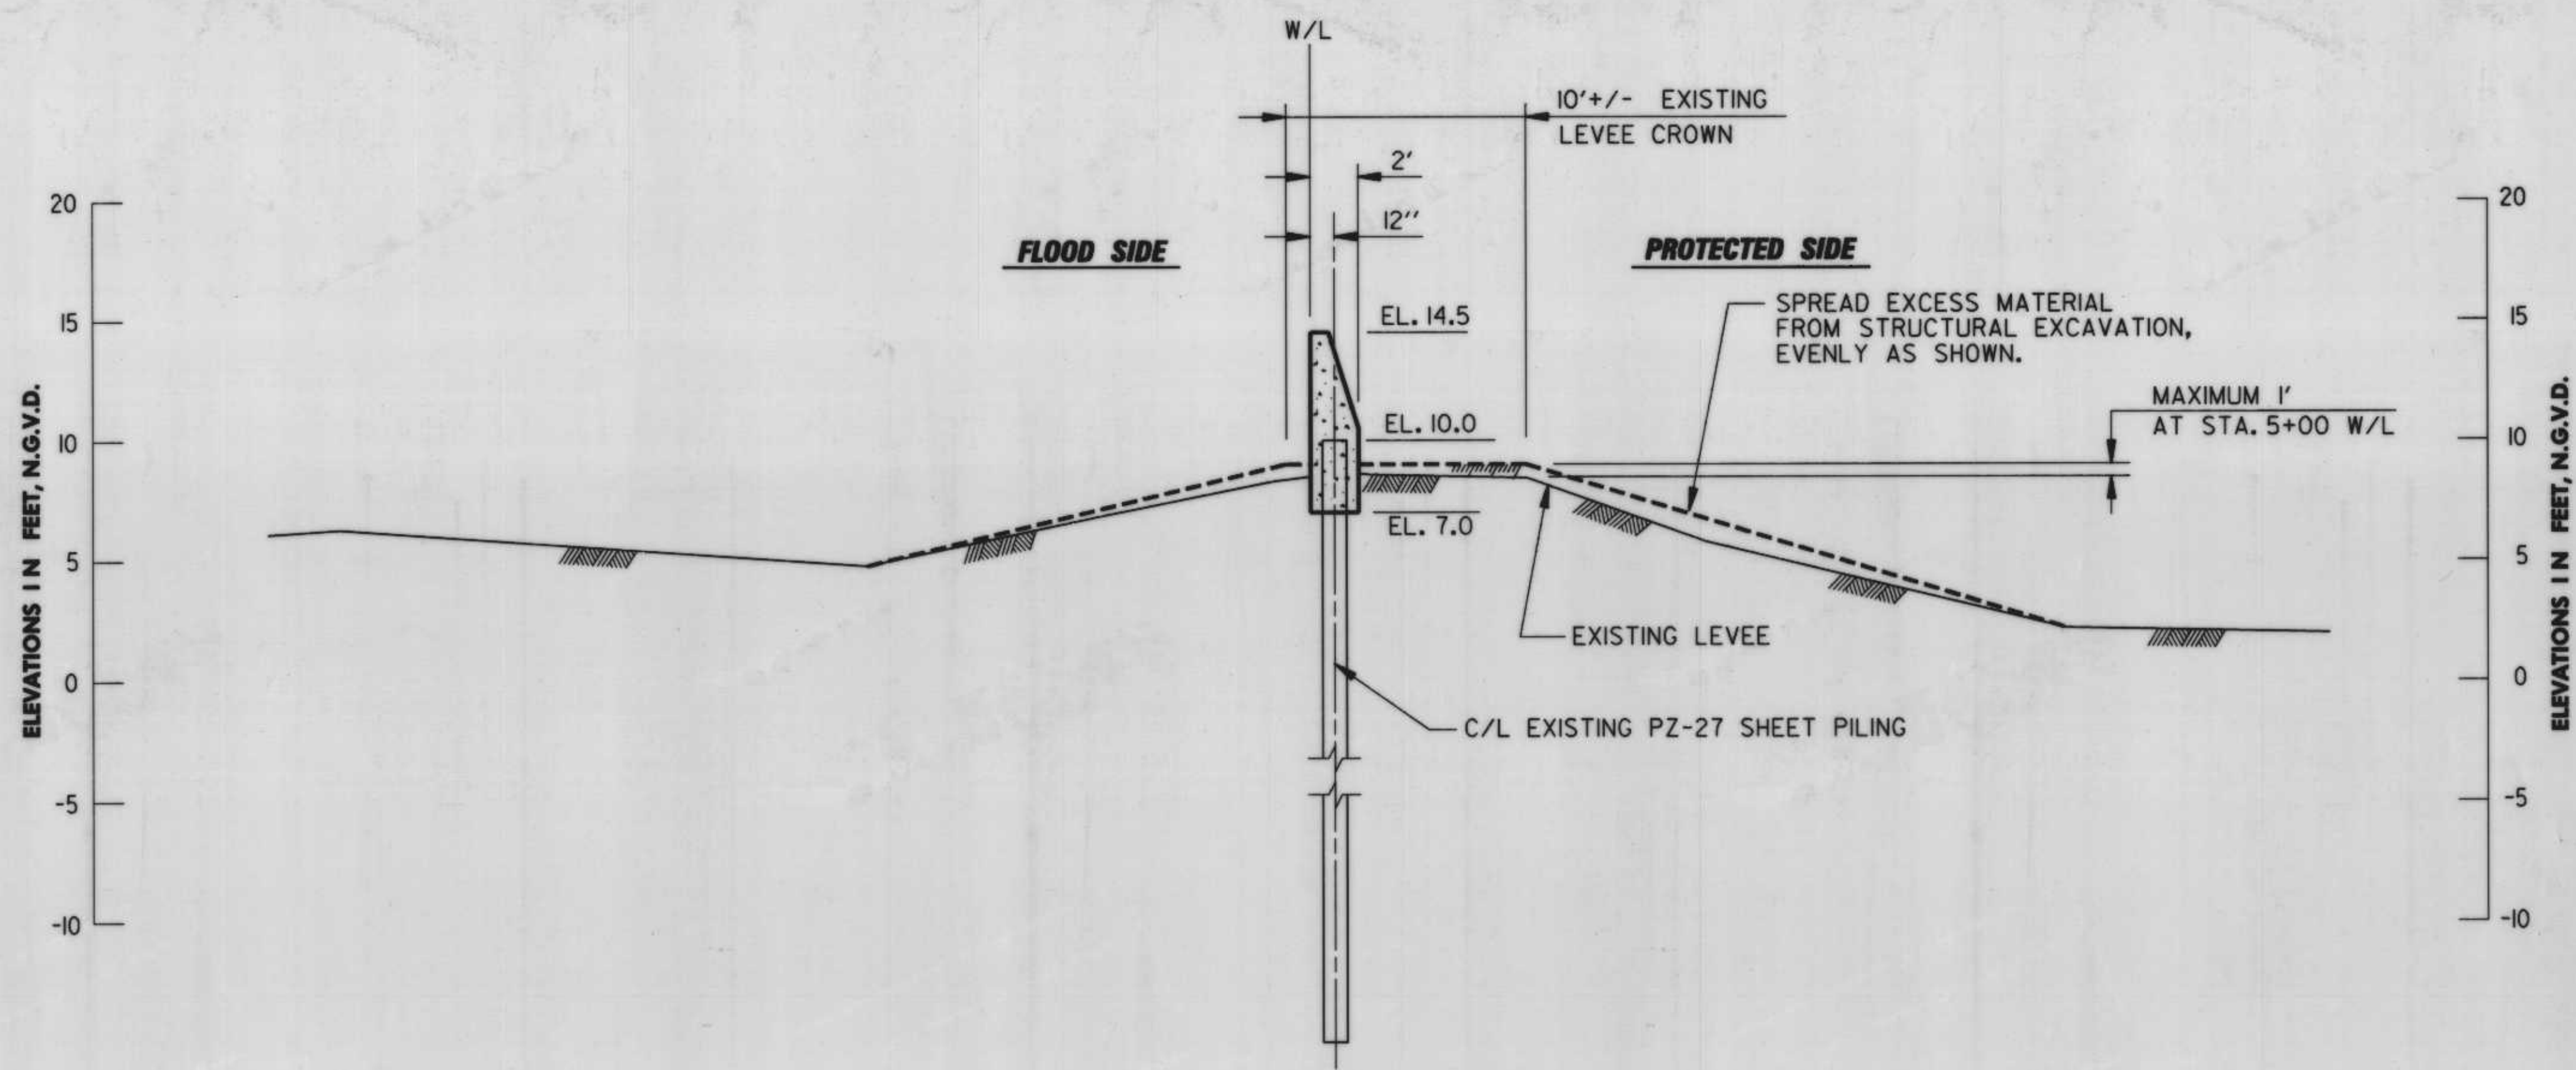 W/L
10'+/- EXISTING
LEVEE CROWN
2'
12''
FLOOD SIDE
PROTECTED SIDE
SPREAD EXCESS MATERIAL
FROM STRUCTURAL EXCAVATION,
EVENLY AS SHOWN.
EL. 14.5
MAXIMUM 1'
AT STA. 5+00 W/L
EL. 10.0
EL. 7.0
EXISTING LEVEE
C/L EXISTING PZ-27 SHEET PILING
ELEVATIONS IN FEET, N.G.V.D.
20
15
10
5
0
-5
-10
20
15
10
5
0
-5
-10
ELEVATIONS IN FEET, N.G.V.D.